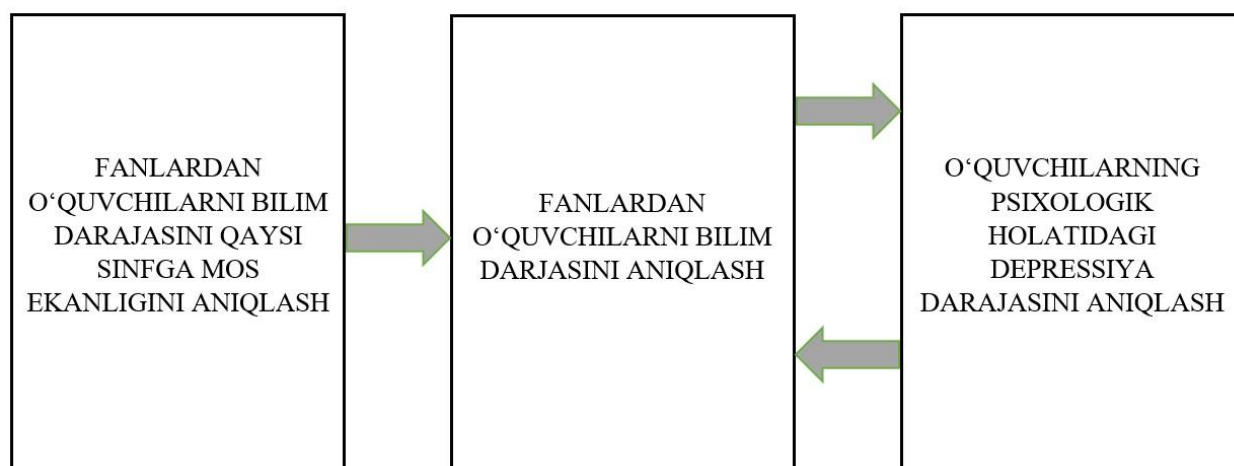 FANLARDAN
O‘QUVCHILARNI BILIM
DARAJASINI QAYSI
SINFGA MOS
EKANLIGINI ANIQLASH
FANLARDAN
O‘QUVCHILARNI BILIM
DARJASINI ANIQLASH
O‘QUVCHILARNING
PSIXOLOGIK
HOLATIDAGI
DEPRESSIYA
DARAJASINI ANIQLASH